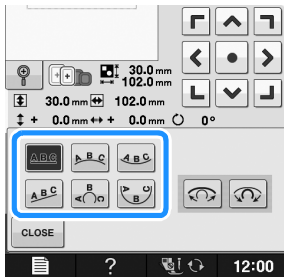 30.0 mm
102.0 mm
30.0 mm 102.0 mm
+ 0.0 mm + 0.0 mm 0°
ABC ABC ABC
ABC ABC ABC
CLOSE
? 12:00